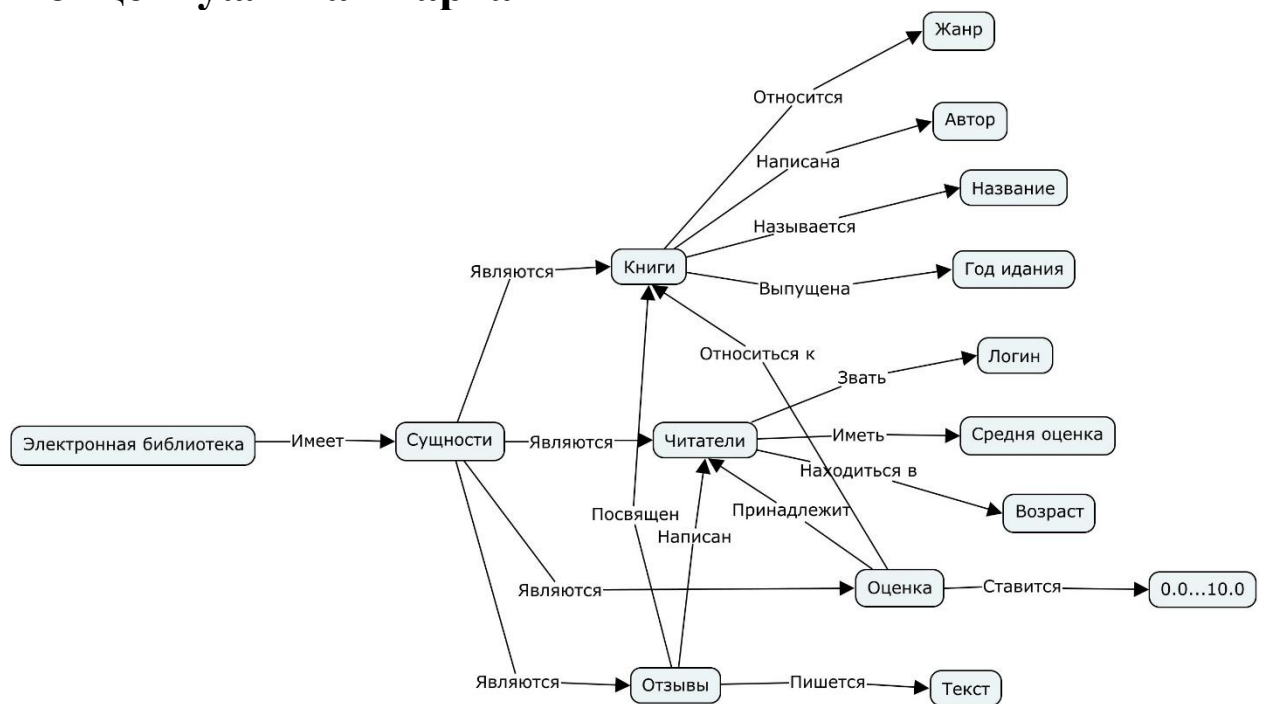 Жанр
Относится
Автор
Написана
Название
Называется
Книги
Являются
Год идания
Выпущена
Относиться к
Логин
Звать
Электронная библиотека
Имеет
Сущности
Являются
Читатели
Иметь
Средня оценка
Находиться в
Возраст
Посвящен
Принадлежит
Написан
Являются
Оценка
Ставится
0.0...10.0
Являются
Отзывы
Пишется
Текст